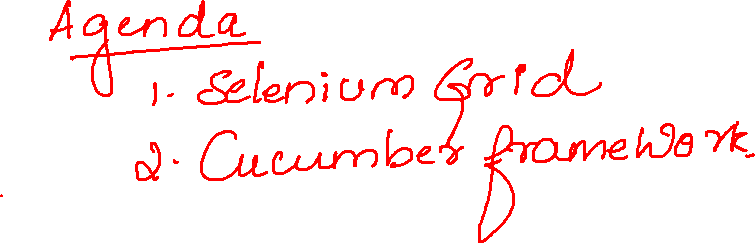 Agenda
1. Selenium Grid
2. Cucumber framework